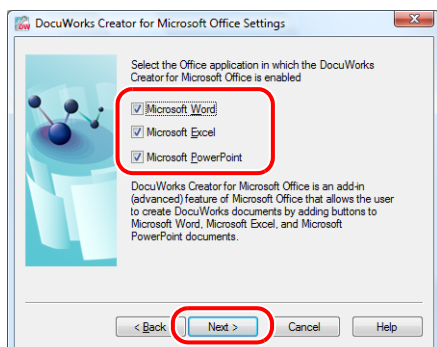 DocuWorks Creator for Microsoft Office Settings
Select the Office application in which the DocuWorks
Creator for Microsoft Office is enabled
Microsoft Word
Microsoft Excel
Microsoft PowerPoint
DocuWorks Creator for Microsoft Office is an add-in
(advanced) feature of Microsoft Office that allows the user
to create DocuWorks documents by adding buttons to
Microsoft Word, Microsoft Excel, and Microsoft
PowerPoint documents.
< Back
Next >
Cancel
Help